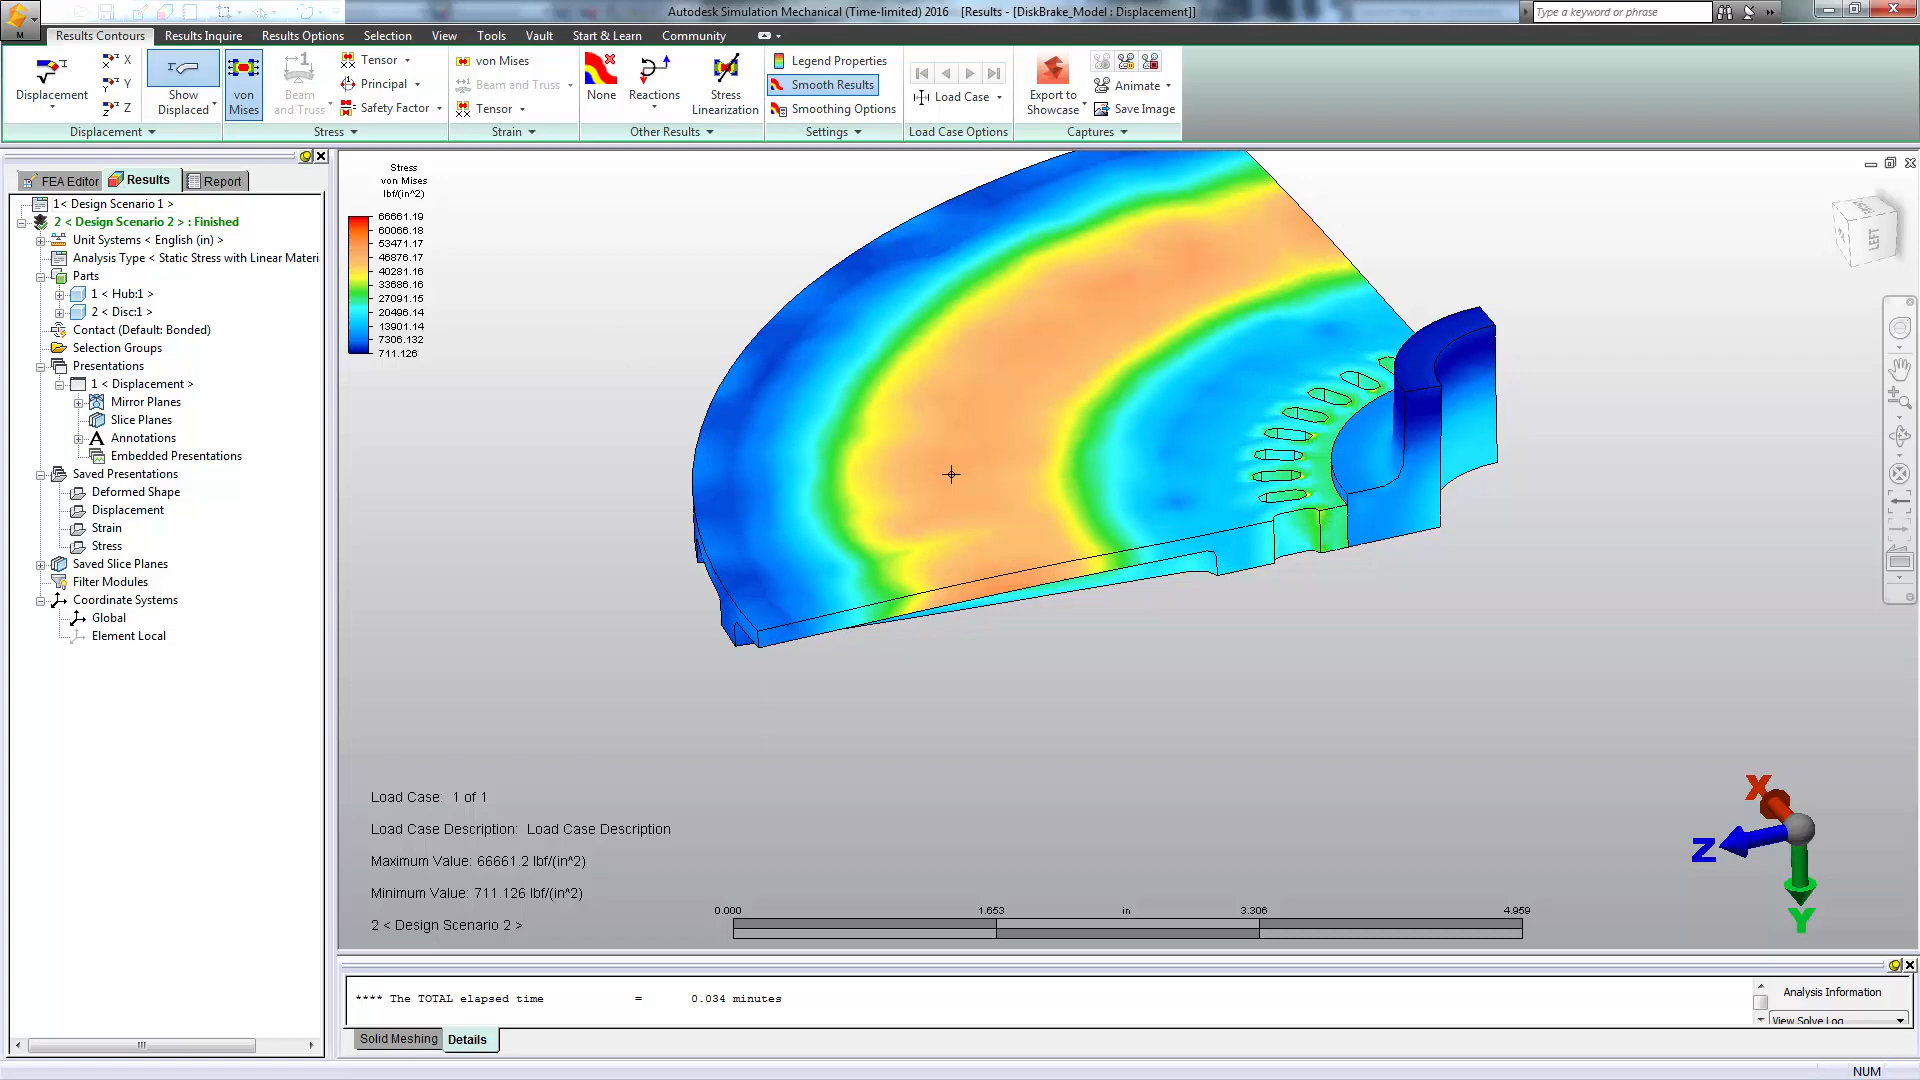 Autodesk Simulation Mechanical (Time-limited) 2016 [Results - [DiskBrake_Model : Displacement]]
Type a keyword or phrase
M
Results Contours
Results Inquire
Results Options
Selection
View
Tools
Vault
Start & Learn
Community
Displacement
X
Y
Z
Show Displaced
Displacement
von Mises
Beam and Truss
Tensor
Principal
Safety Factor
Stress
von Mises
Beam and Truss
Tensor
Strain
None
Reactions
Stress Linearization
Other Results
Legend Properties
Smooth Results
Smoothing Options
Settings
Load Case
Load Case Options
Export to Showcase
Animate
Save Image
Captures
FEA Editor
Results
Report
1< Design Scenario 1 >
2 < Design Scenario 2 > : Finished
Unit Systems < English (in) >
Analysis Type < Static Stress with Linear Materi
Parts
1 < Hub:1 >
2 < Disc:1 >
Contact (Default: Bonded)
Selection Groups
Presentations
1 < Displacement >
Mirror Planes
Slice Planes
Annotations
Embedded Presentations
Saved Presentations
Deformed Shape
Displacement
Strain
Stress
Saved Slice Planes
Filter Modules
Coordinate Systems
Global
Element Local
Stress
von Mises
lbf/(in^2)
66661.19
60066.18
53471.17
46876.17
40281.16
33686.16
27091.15
20496.14
13901.14
7306.132
711.126
LEFT
Load Case: 1 of 1
Load Case Description: Load Case Description
Maximum Value: 66661.2 lbf/(in^2)
Minimum Value: 711.126 lbf/(in^2)
2 < Design Scenario 2 >
0.000
1.653
in
3.306
4.959
X
Z
Y
**** The TOTAL elapsed time = 0.034 minutes
Analysis Information
View Solve Log
Solid Meshing
Details
NUM